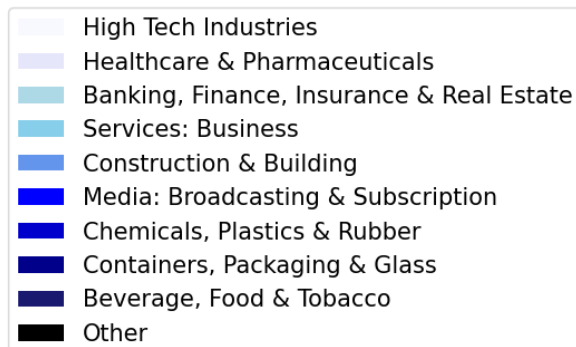 High Tech Industries
Healthcare & Pharmaceuticals
Banking, Finance, Insurance & Real Estate
Services: Business
Construction & Building
Media: Broadcasting & Subscription
Chemicals, Plastics & Rubber
Containers, Packaging & Glass
Beverage, Food & Tobacco
Other